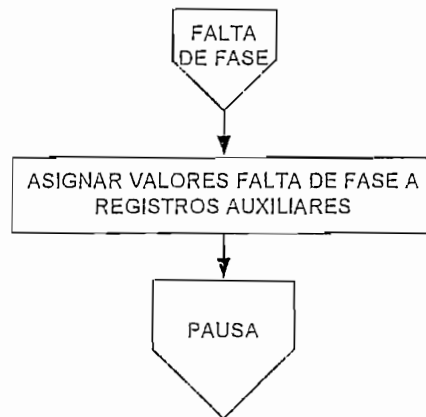 FALTA
DE FASE
ASIGNAR VALORES FALTA DE FASE A
REGISTROS AUXILIARES
PAUSA